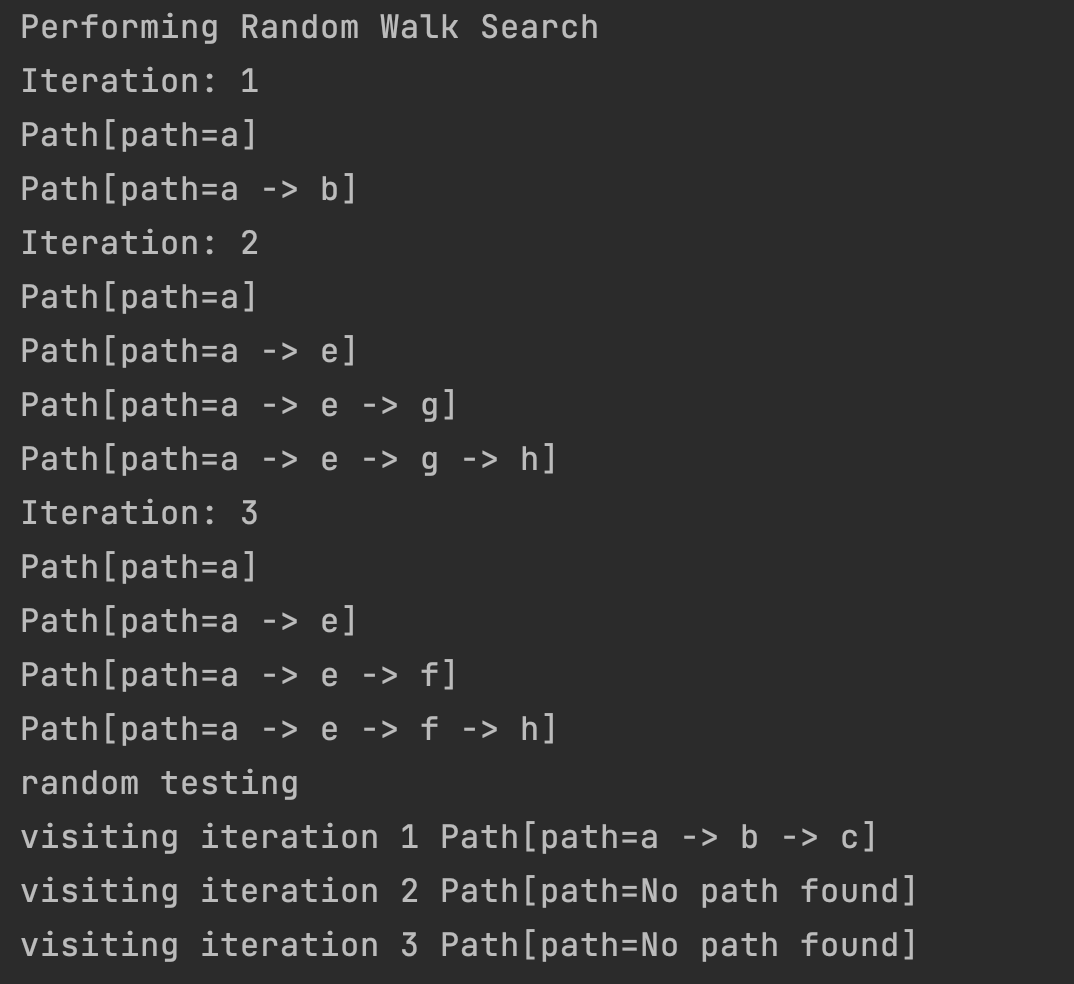 Performing Random Walk Search
Iteration: 1
Path[path=a]
Path[path=a -> b]
Iteration: 2
Path[path=a]
Path[path=a -> e]
Path[path=a -> e -> g]
Path[path=a -> e -> g -> h]
Iteration: 3
Path[path=a]
Path[path=a -> e]
Path[path=a -> e -> f]
Path[path=a -> e -> f -> h]
random testing
visiting iteration 1 Path[path=a -> b -> c]
visiting iteration 2 Path[path=No path found]
visiting iteration 3 Path[path=No path found]